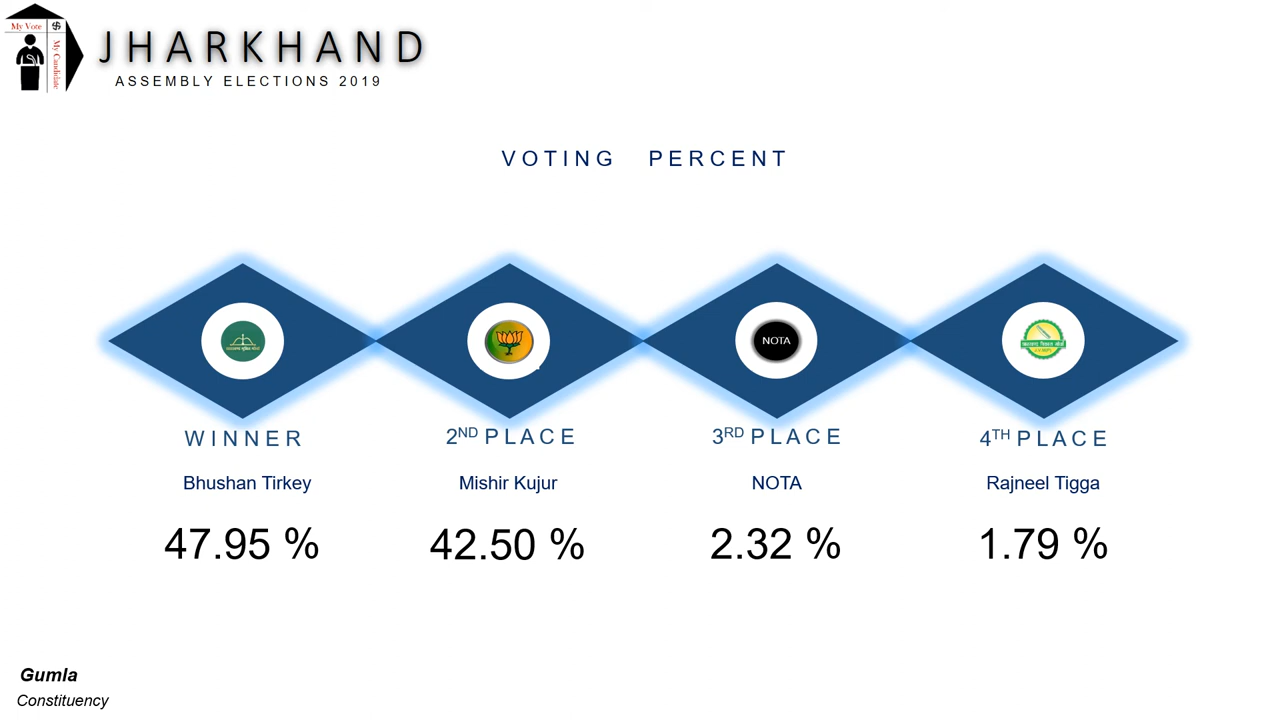 My Vote
My Candidate
JHARKHAND
ASSEMBLY ELECTIONS 2019
VOTING PERCENT
NOTA
WINNER
2ND PLACE
3RD PLACE
4TH PLACE
Bhushan Tirkey
Mishir Kujur
NOTA
Rajneel Tigga
47.95 %
42.50 %
2.32 %
1.79 %
Gumla
Constituency